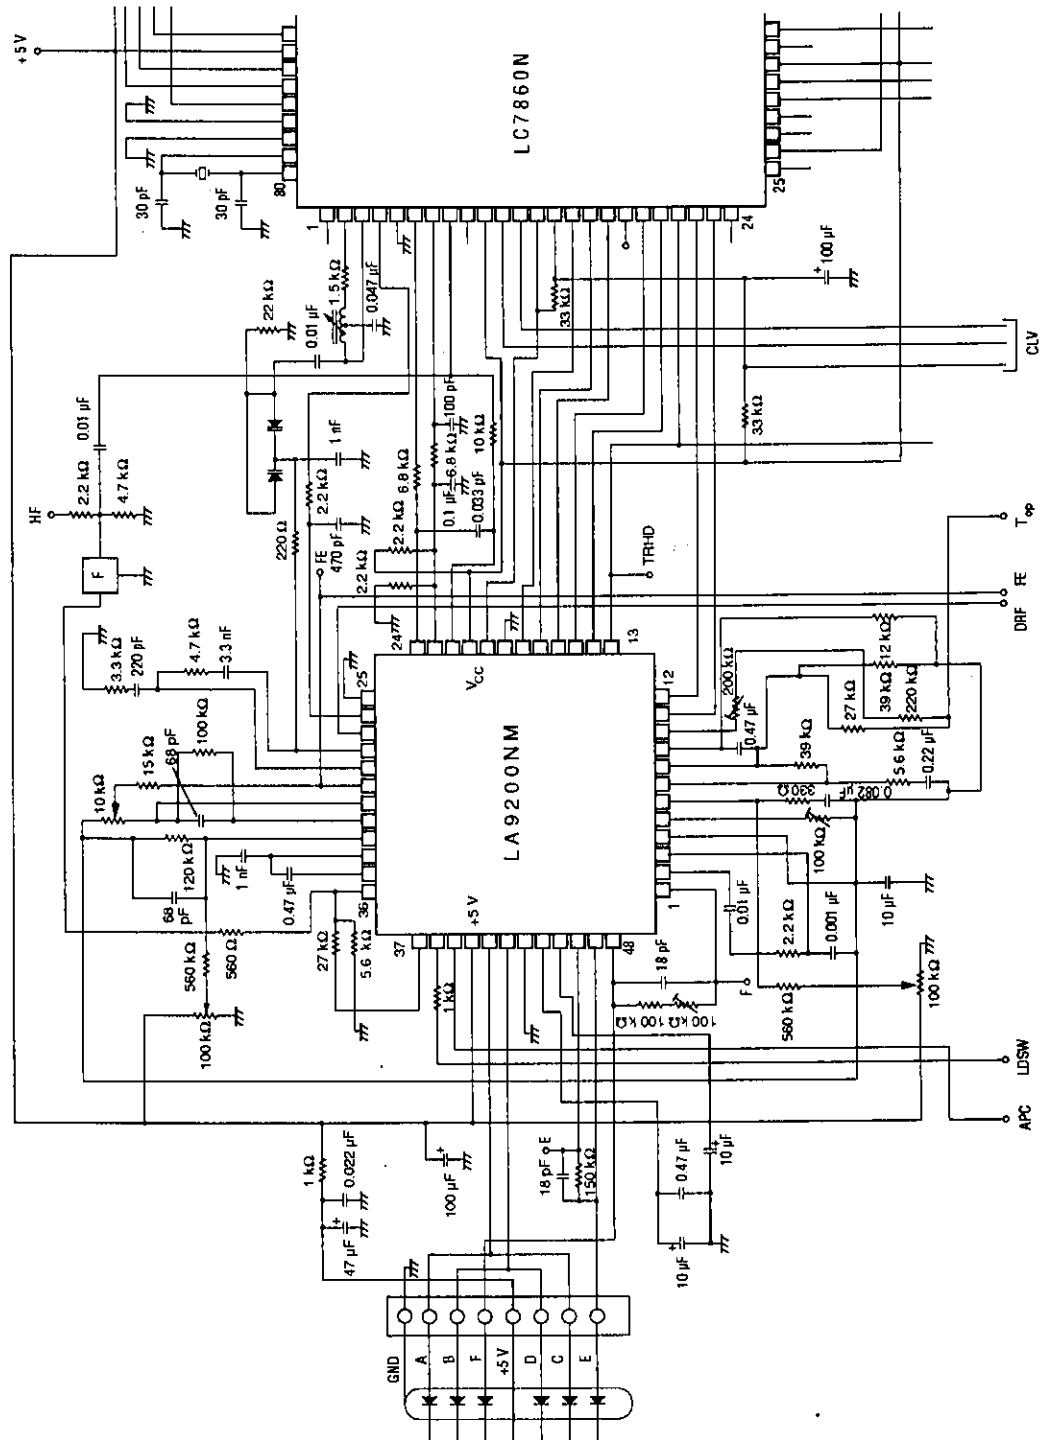 +5 V
LC7860N
30 pF
30 pF
80
25
1
24
22 kΩ
0.01 µF
1.5 kΩ
0.047 µF
33 kΩ
100 µF
+
CLV
33 kΩ
HF
2.2 kΩ
0.01 µF
4.7 kΩ
F
220 Ω
1 nF
2.2 kΩ
FE
470 pF
6.8 kΩ
100 pF
0.1 µF
6.8 kΩ
10 kΩ
0.033 µF
2.2 kΩ
2.2 kΩ
TRHD
3.3 kΩ
220 pF
4.7 kΩ
3.3 nF
10 kΩ
15 kΩ
100 kΩ
68 pF
120 kΩ
68 pF
1 nF
0.47 µF
560 kΩ
560 Ω
100 kΩ
27 kΩ
5.6 kΩ
LA9200NM
24
13
VCC
25
12
36
1
37
48
+5 V
200 kΩ
0.47 µF
39 kΩ
27 kΩ
39 kΩ
12 kΩ
220 kΩ
5.6 kΩ
0.22 µF
330 Ω
0.082 µF
100 kΩ
0.01 µF
2.2 kΩ
0.001 µF
10 µF
560 kΩ
100 kΩ
Top
FE
DRF
LDSW
APC
1 kΩ
18 pF
100 kΩ
100 kΩ
F
1 kΩ
0.022 µF
+
47 µF
100 µF
+
18 pF
E
150 kΩ
10 µF
+
0.47 µF
10 µF
+
GND
A
B
F
+5 V
D
C
E